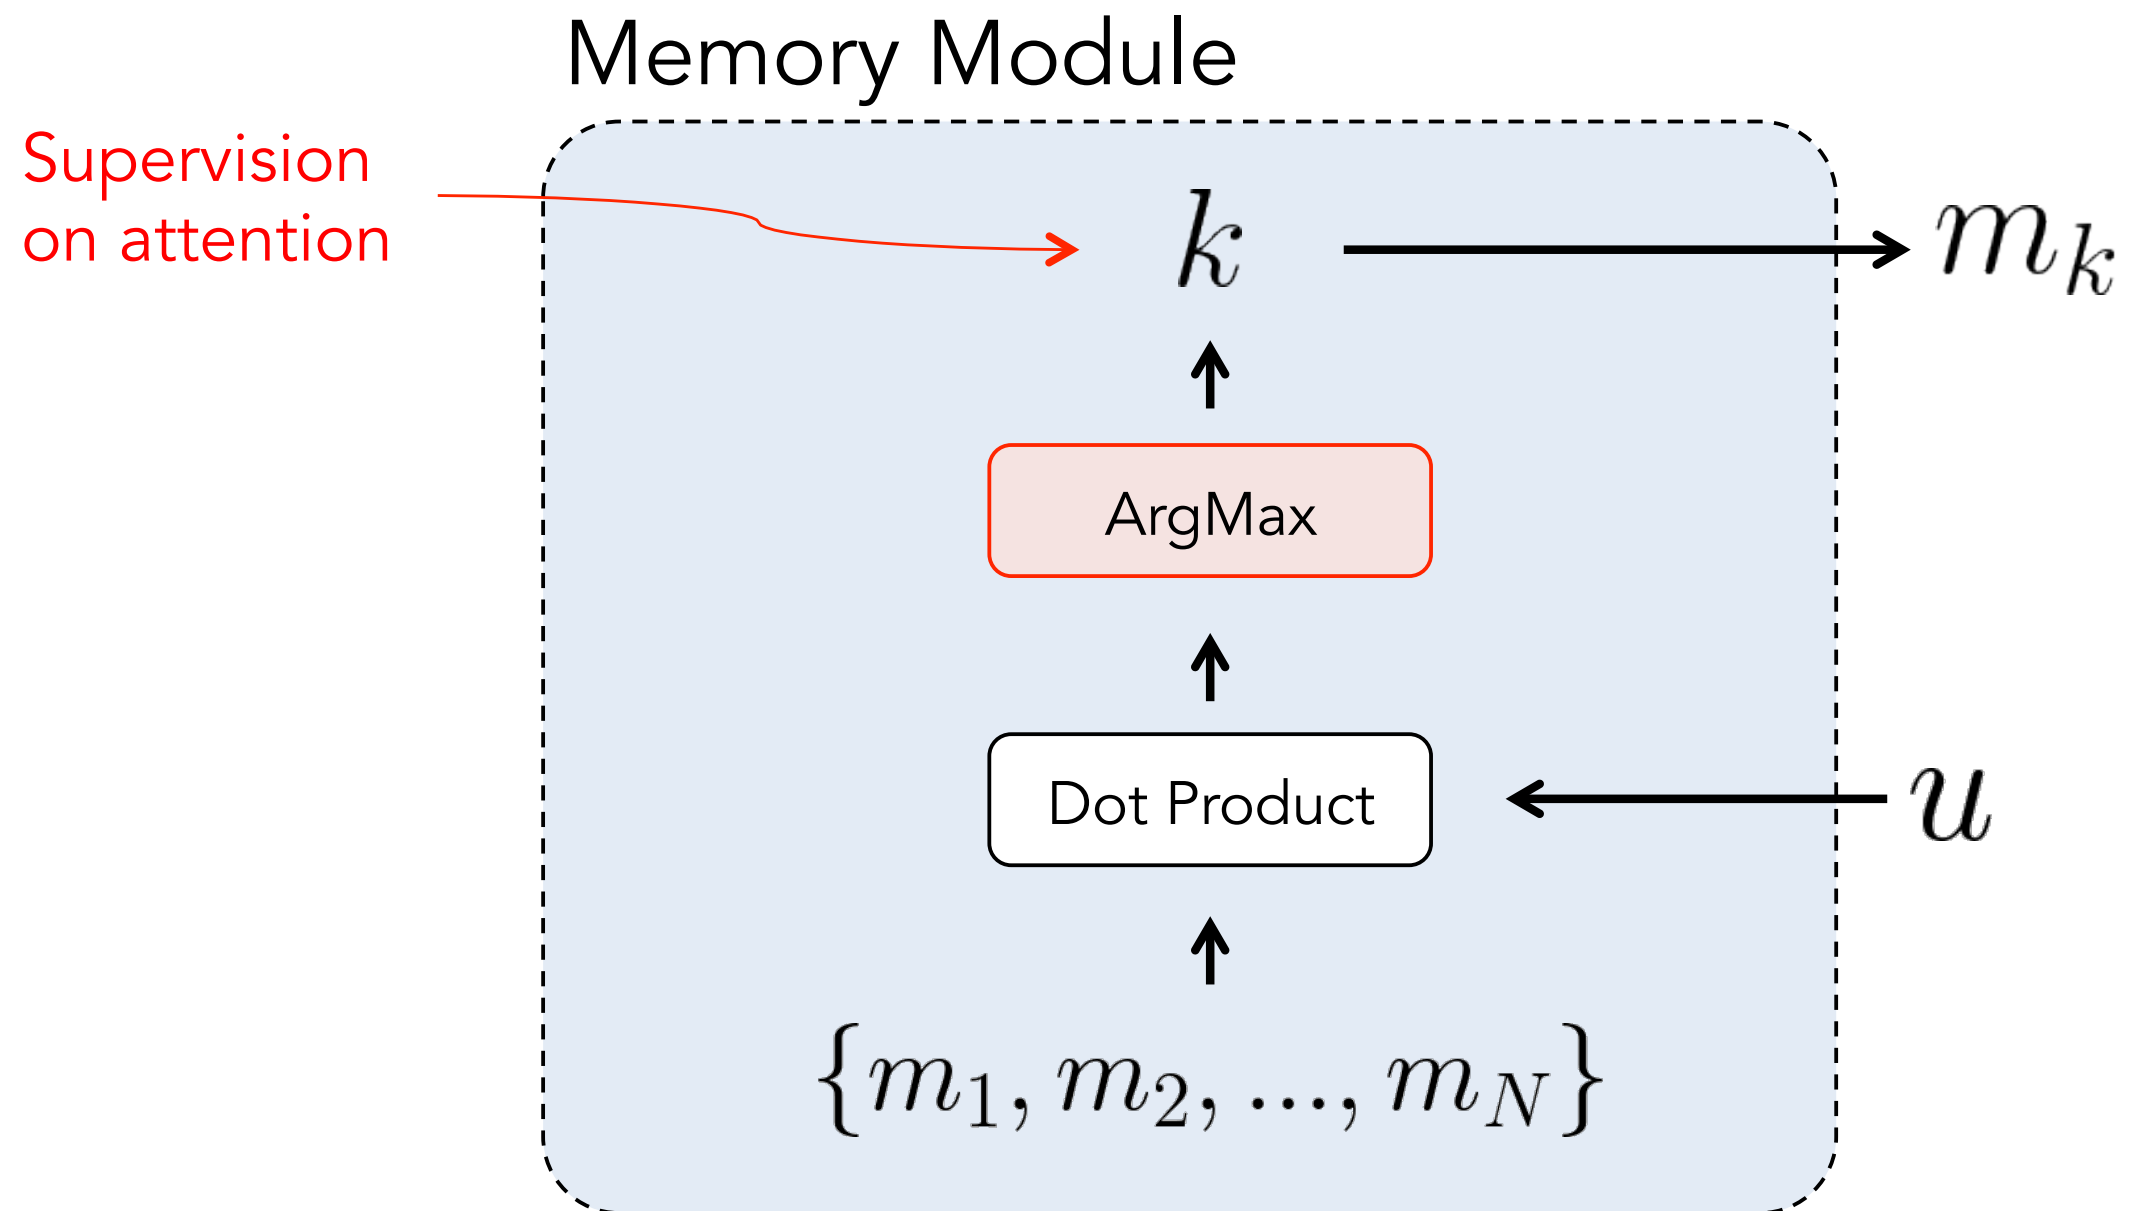 Memory Module
Supervision
on attention
k
m_k
ArgMax
Dot Product
u
{m_1, m_2, ..., m_N}